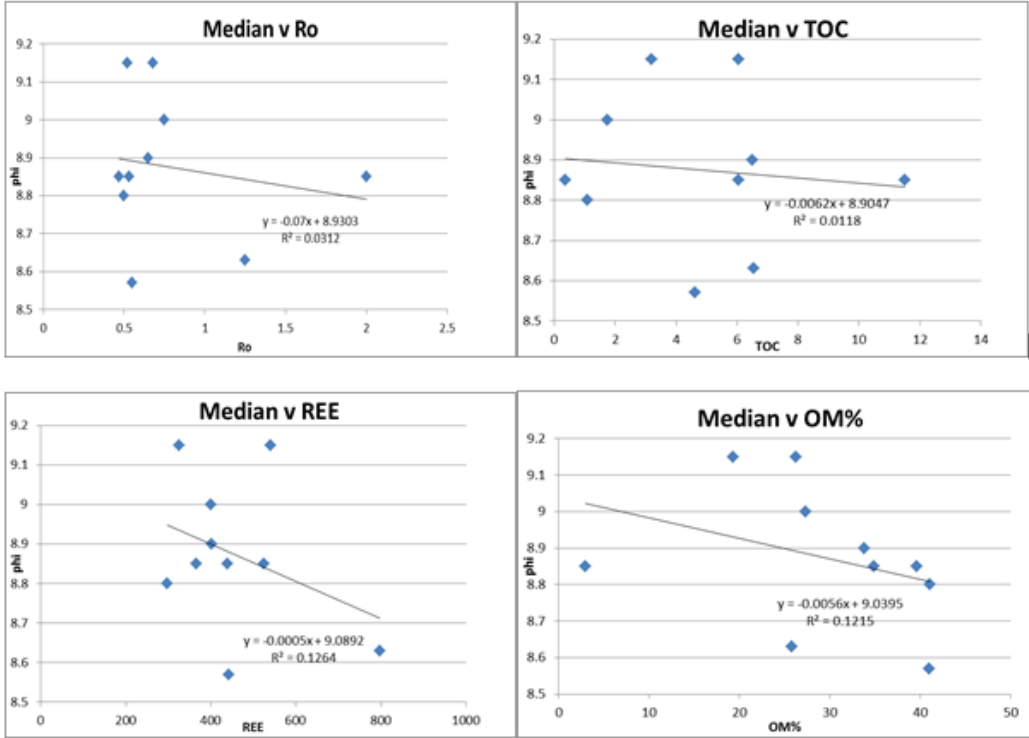 Median v Ro
9.2
9.1
9
8.9
8.8
8.7
8.6
8.5
phi
y = -0.07x + 8.9303
R² = 0.0312
0
0.5
1
1.5
2
2.5
Ro
Median v TOC
9.2
9.1
9
8.9
8.8
8.7
8.6
8.5
phi
y = -0.0062x + 8.9047
R² = 0.0118
0
2
4
6
8
10
12
14
TOC
Median v REE
9.2
9.1
9
8.9
8.8
8.7
8.6
8.5
phi
y = -0.0005x + 9.0892
R² = 0.1264
0
200
400
600
800
1000
REE
Median v OM%
9.2
9.1
9
8.9
8.8
8.7
8.6
8.5
phi
y = -0.0056x + 9.0395
R² = 0.1215
0
10
20
30
40
50
OM%